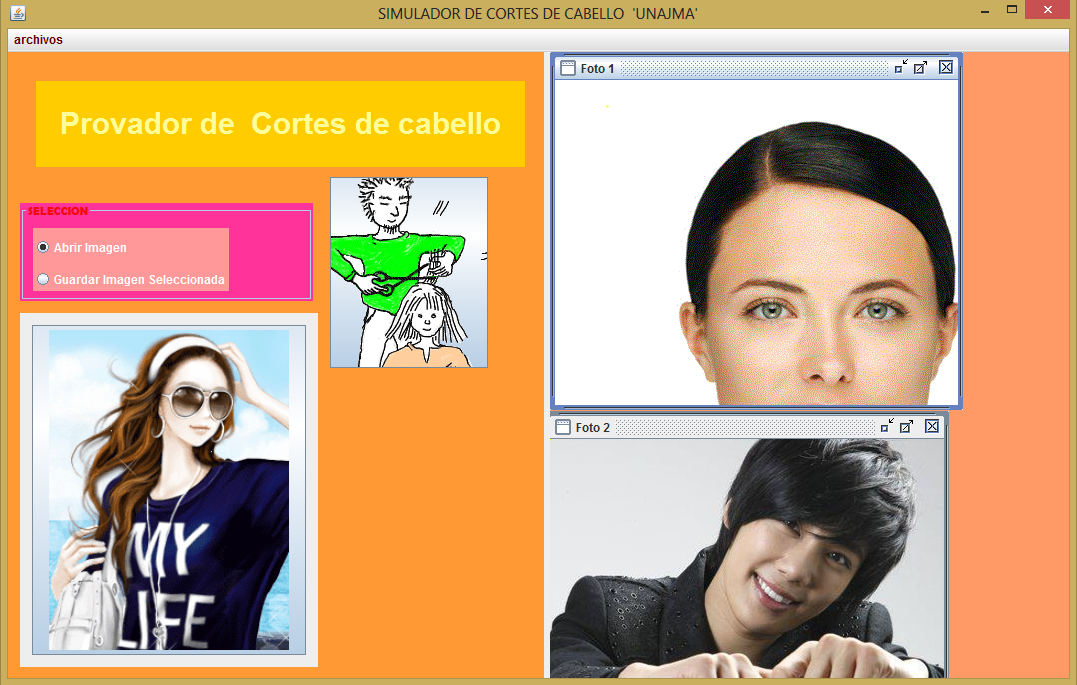 SIMULADOR DE CORTES DE CABELLO 'UNAJMA'
archivos
Provador de Cortes de cabello
SELECCION
Abrir Imagen
Guardar Imagen Seleccionada
MY
LIFE
Foto 1
Foto 2